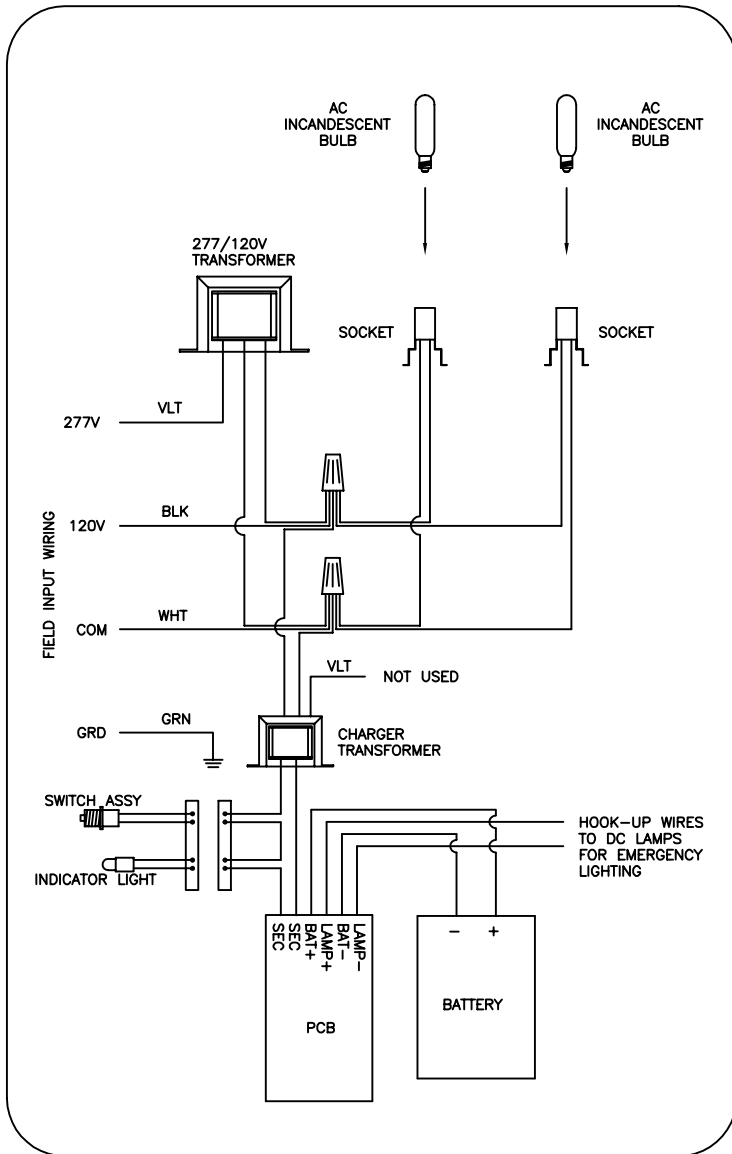 AC
INCANDESCENT
BULB
AC
INCANDESCENT
BULB
277/120V
TRANSFORMER
SOCKET
SOCKET
VLT
277V
BLK
120V
FIELD INPUT WIRING
WHT
COM
VLT
NOT USED
GRN
GRD
CHARGER
TRANSFORMER
SWITCH ASSY
INDICATOR LIGHT
HOOK-UP WIRES
TO DC LAMPS
FOR EMERGENCY
LIGHTING
SEC
SEC
BAT+
LAMP+
BAT-
LAMP-
- +
BATTERY
PCB